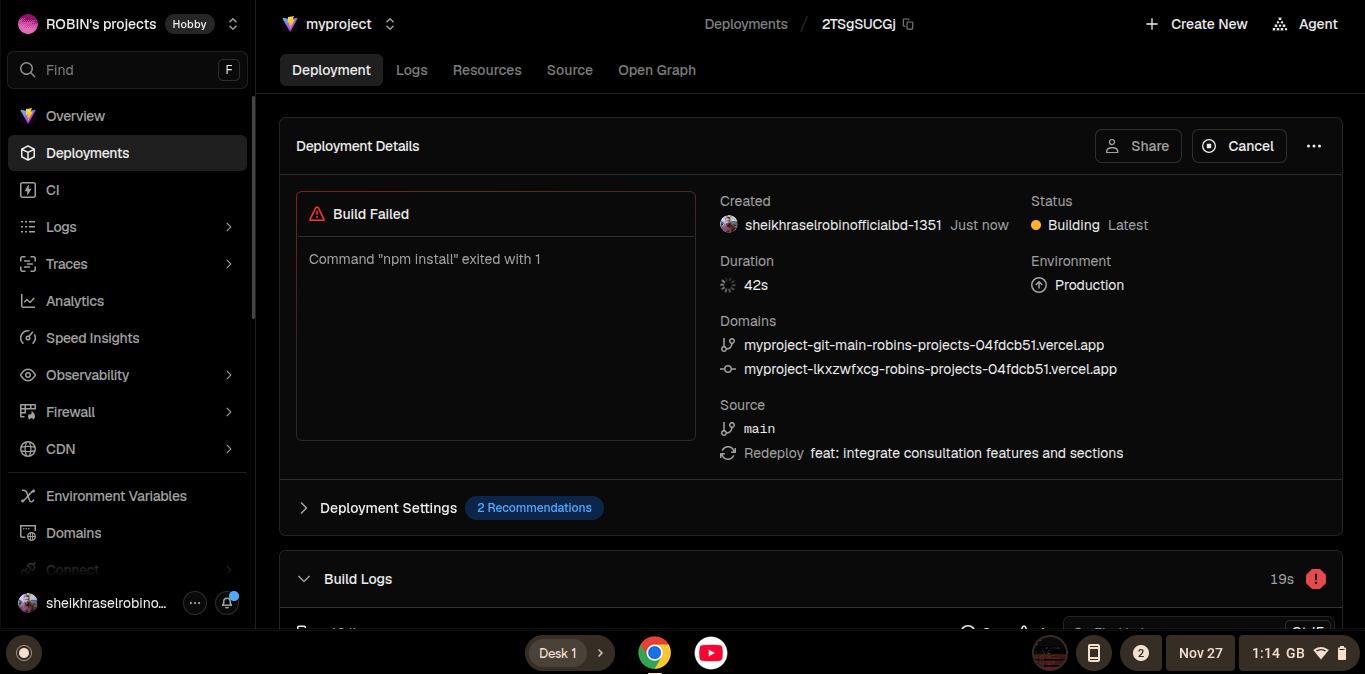 ROBIN's projects Hobby
myproject
Deployments / 2TSgSUCGj
Create New
Agent
Find F
Deployment Logs Resources Source Open Graph
Overview
Deployments
CI
Logs
Traces
Analytics
Speed Insights
Observability
Firewall
CDN
Environment Variables
Domains
Connect
sheikhraselrobino...
Deployment Details
Share
Cancel
Build Failed
Command "npm install" exited with 1
Created
sheikhraselrobinofficialbd-1351 Just now
Status
Building Latest
Duration
42s
Environment
Production
Domains
myproject-git-main-robins-projects-04fdcb51.vercel.app
myproject-lkxzwfxcg-robins-projects-04fdcb51.vercel.app
Source
main
Redeploy feat: integrate consultation features and sections
Deployment Settings 2 Recommendations
Build Logs
19s
Desk 1
2
Nov 27
1:14 GB